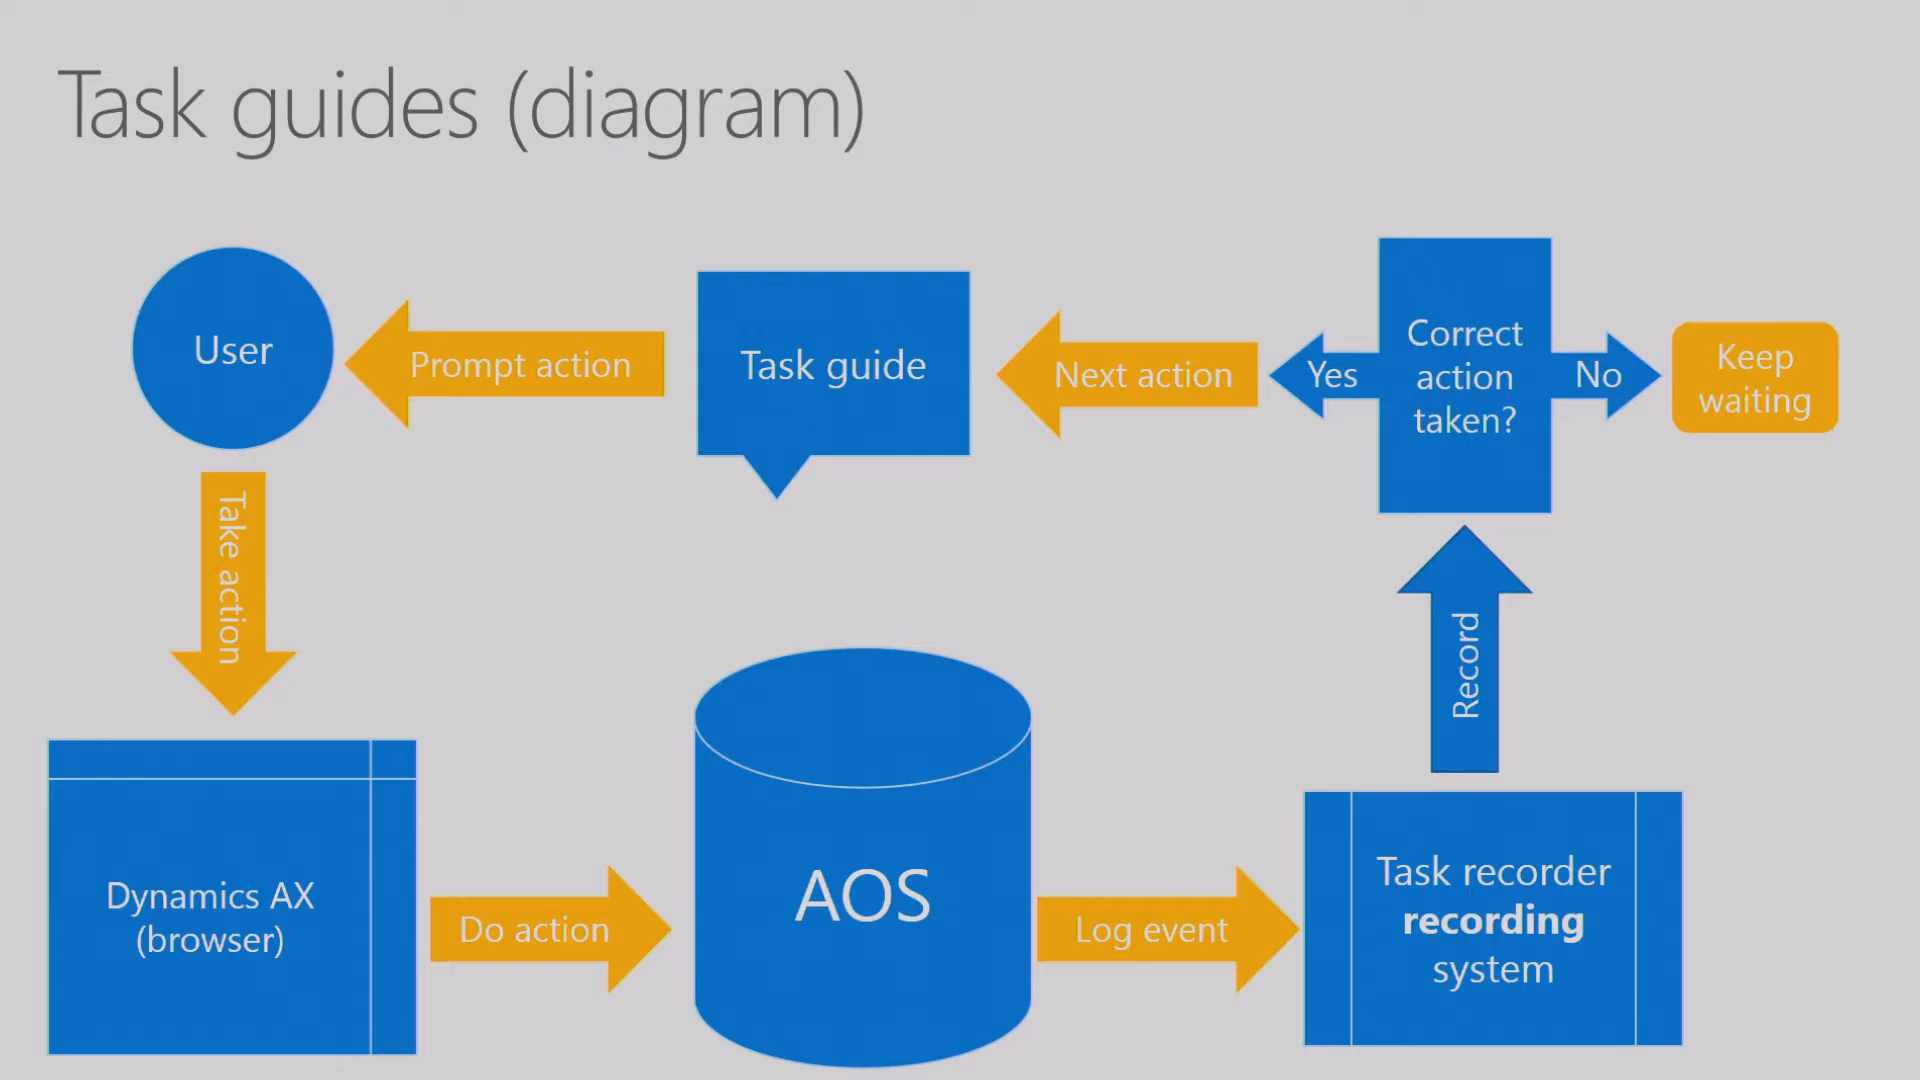 Task guides (diagram)
User
Prompt action
Task guide
Next action
Yes
Correct
action
taken?
No
Keep
waiting
Take action
Record
Dynamics AX
(browser)
Do action
AOS
Log event
Task recorder
recording
system